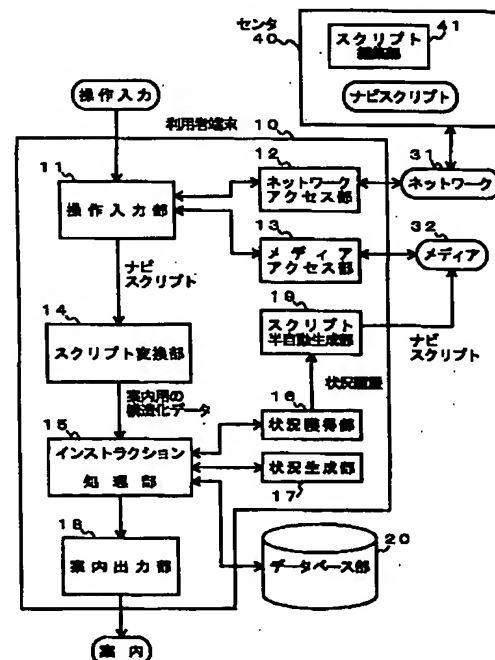 センタ
40
41
スクリプト
編集部
ナビスクリプト
操作入力
利用者端末
10
11
操作入力部
12
ネットワーク
アクセス部
31
ネットワーク
13
メディア
アクセス部
32
メディア
ナビ
スクリプト
14
スクリプト変換部
19
スクリプト
半自動生成部
ナビ
スクリプト
状況履歴
案内用の
構造化データ
15
インストラクション
処理部
16
状況獲得部
状況生成部
17
18
案内出力部
20
データベース部
案内